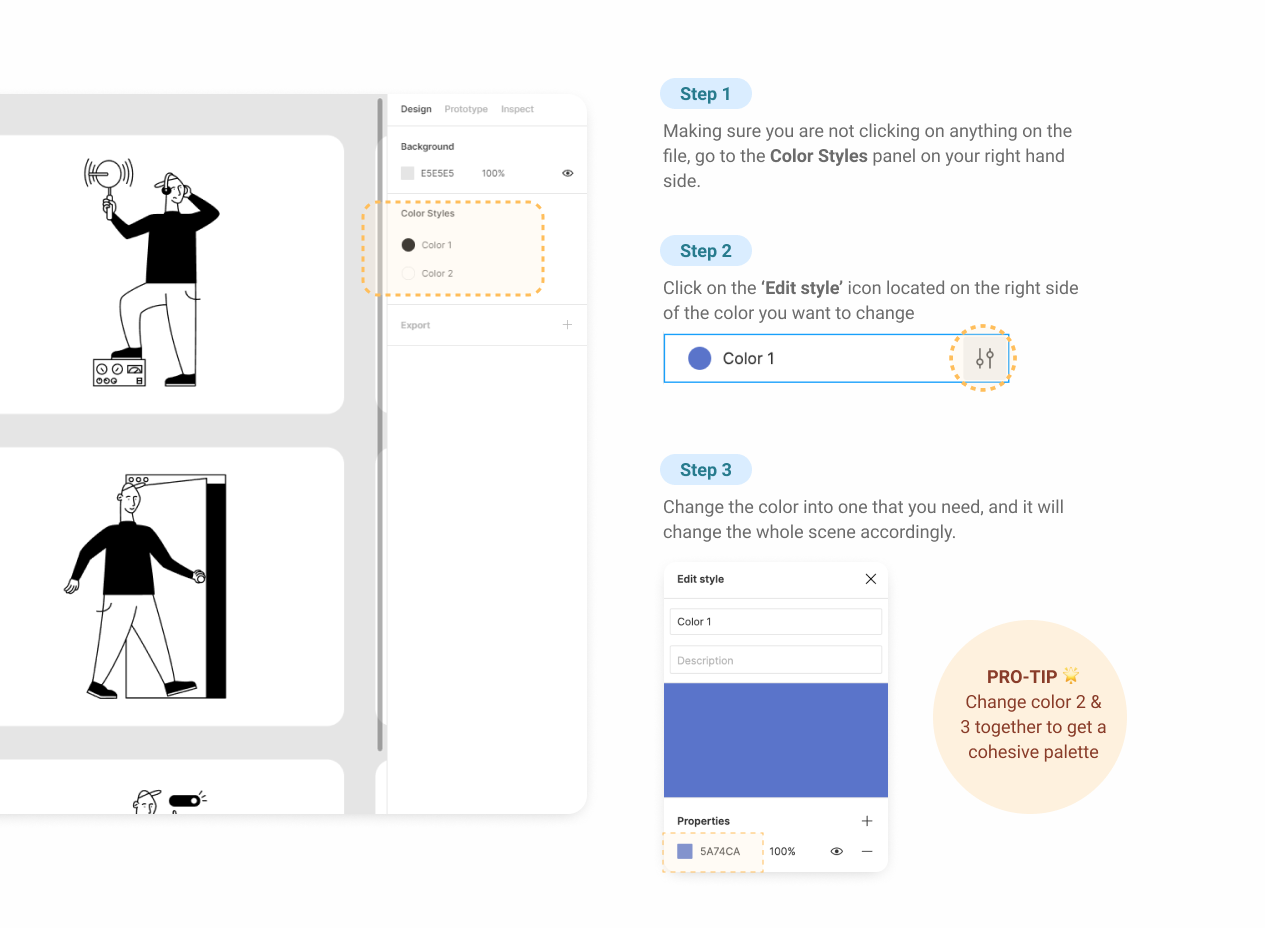 Design Prototype Inspect
Background
E5E5E5 100%
Color Styles
Color 1
Color 2
Export
Step 1
Making sure you are not clicking on anything on the
file, go to the Color Styles panel on your right hand
side.
Step 2
Click on the ‘Edit style’ icon located on the right side
of the color you want to change
Color 1
Step 3
Change the color into one that you need, and it will
change the whole scene accordingly.
Edit style
Color 1
Description
Properties
5A74CA 100%
PRO-TIP 🌟
Change color 2 &
3 together to get a
cohesive palette